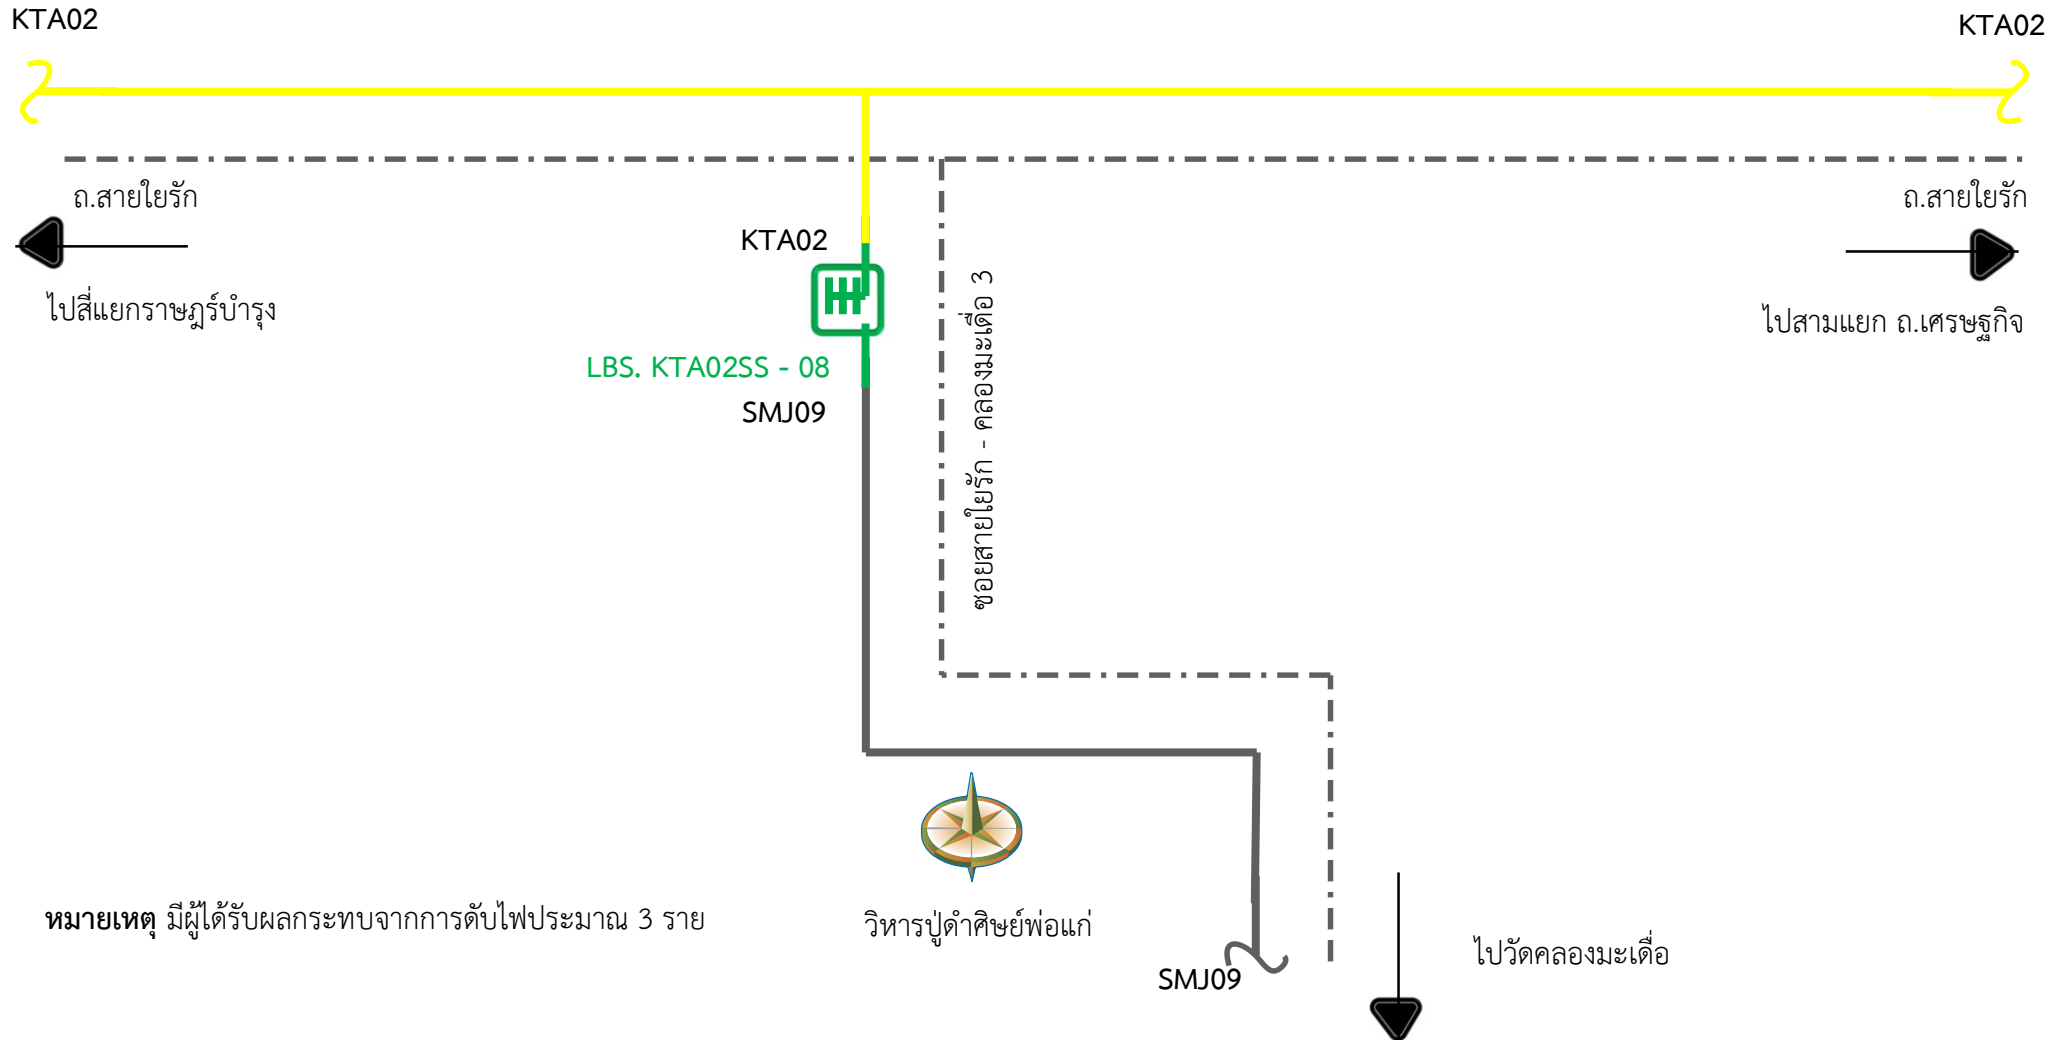 KTA02
KTA02
ถ.สายใยรัก
ถ.สายใยรัก
KTA02
ไปสี่แยกราษฎร์บำรุง
ไปสามแยก ถ.เศรษฐกิจ
LBS. KTA02SS - 08
SMJ09
ซอยสายใยรัก - คลองมะเดื่อ 3
หมายเหตุ มีผู้ได้รับผลกระทบจากการดับไฟประมาณ 3 ราย
วิหารปู่ดำศิษย์พ่อแก่
ไปวัดคลองมะเดื่อ
SMJ09